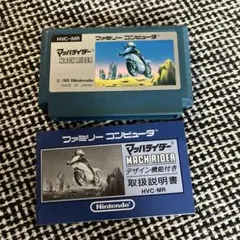 HVC-MR
ファミリー コンピュータ
マッハライダー
MACH RIDER
© 1985 Nintendo
MADE IN JAPAN
ファミリー コンピュータ
マッハライダー
MACH RIDER
デザイン機能付き
取扱説明書
HVC-MR
Nintendo